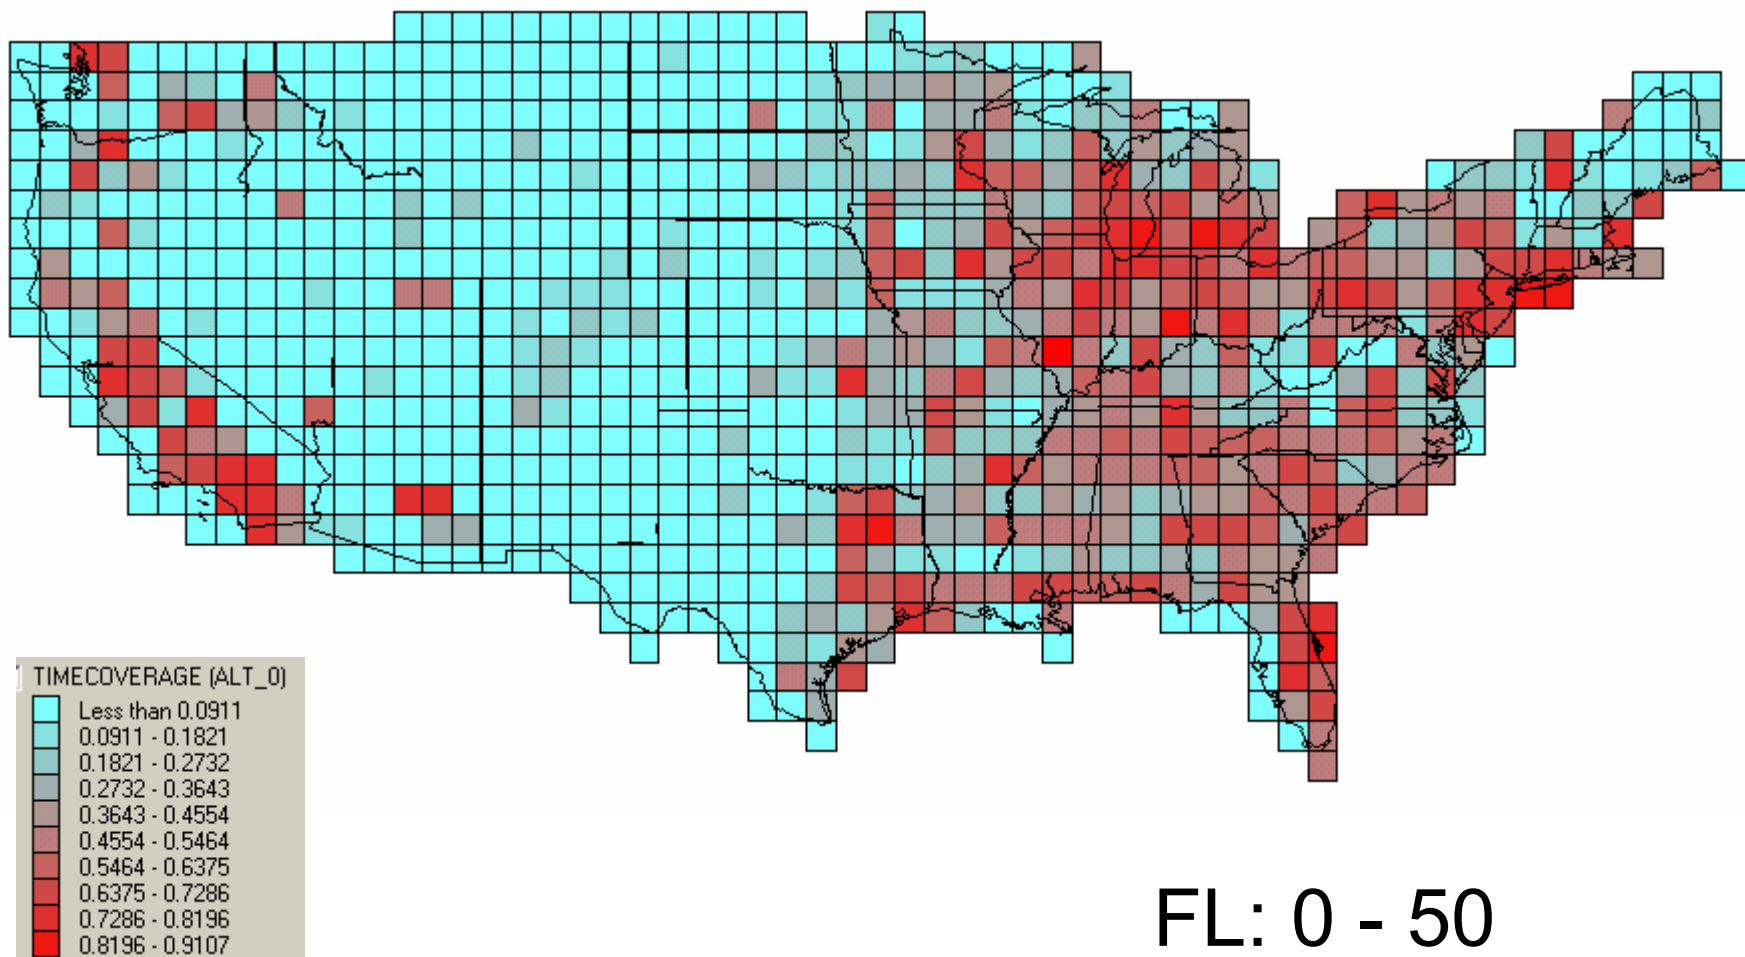 TIMECOVERAGE (ALT_0)
Less than 0.0911
0.0911 - 0.1821
0.1821 - 0.2732
0.2732 - 0.3643
0.3643 - 0.4554
0.4554 - 0.5464
0.5464 - 0.6375
0.6375 - 0.7286
0.7286 - 0.8196
0.8196 - 0.9107
FL: 0 - 50